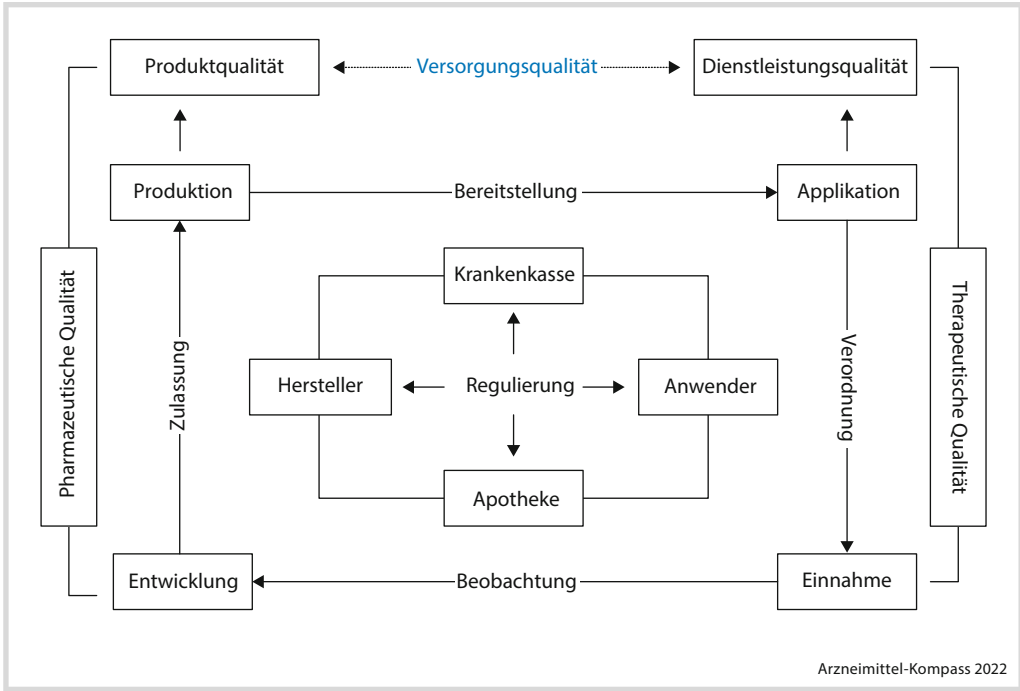 Produktqualität
Versorgungsqualität
Dienstleistungsqualität
Produktion
Bereitstellung
Applikation
Pharmazeutische Qualität
Zulassung
Krankenkasse
Hersteller
Regulierung
Anwender
Apotheke
Verordnung
Therapeutische Qualität
Entwicklung
Beobachtung
Einnahme
Arzneimittel-Kompass 2022